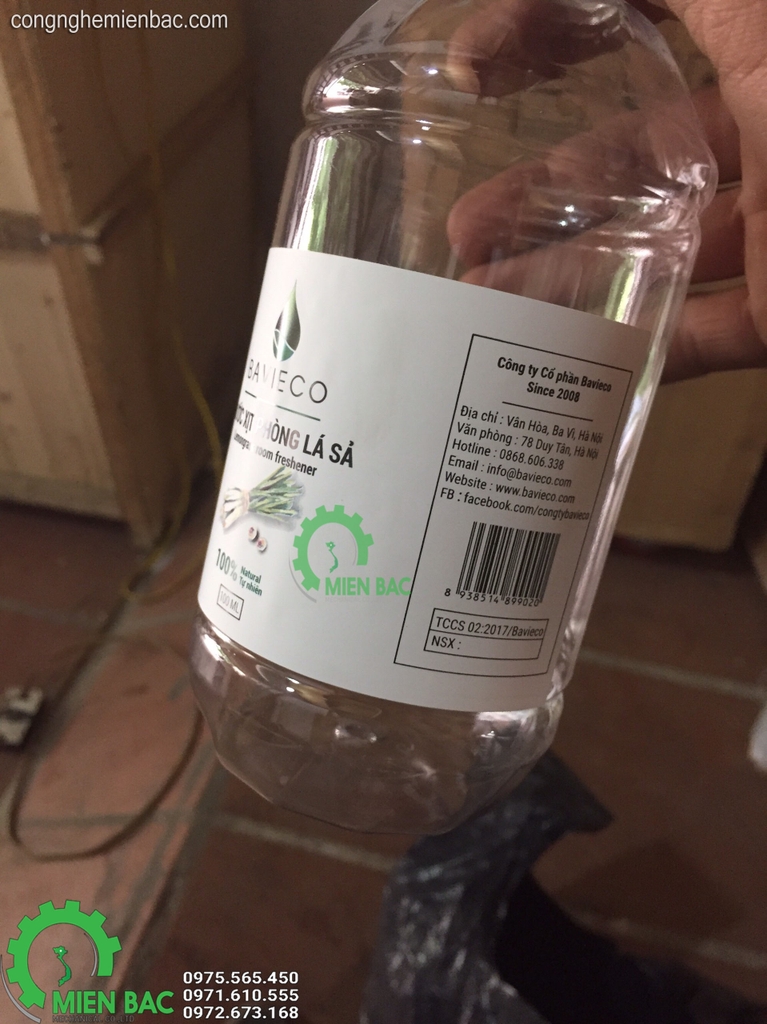 congnghemienbac.com
BAVIECO
XỊT PHÒNG LÁ SẢ
room freshener
100%
Natural
Tự nhiên
100 ML
Công ty Cổ phần Bavieco
Since 2008
Địa chỉ : Vân Hòa, Ba Vì, Hà Nội
Văn phòng : 78 Duy Tân, Hà Nội
Hotline : 0868.606.338
Email : info@bavieco.com
Website : www.bavieco.com
FB : facebook.com/congtybavieco
8 938514 899020
TCCS 02:2017/Bavieco
NSX :
MIEN BAC
MIEN BAC
0975.565.450
0971.610.555
0972.673.168